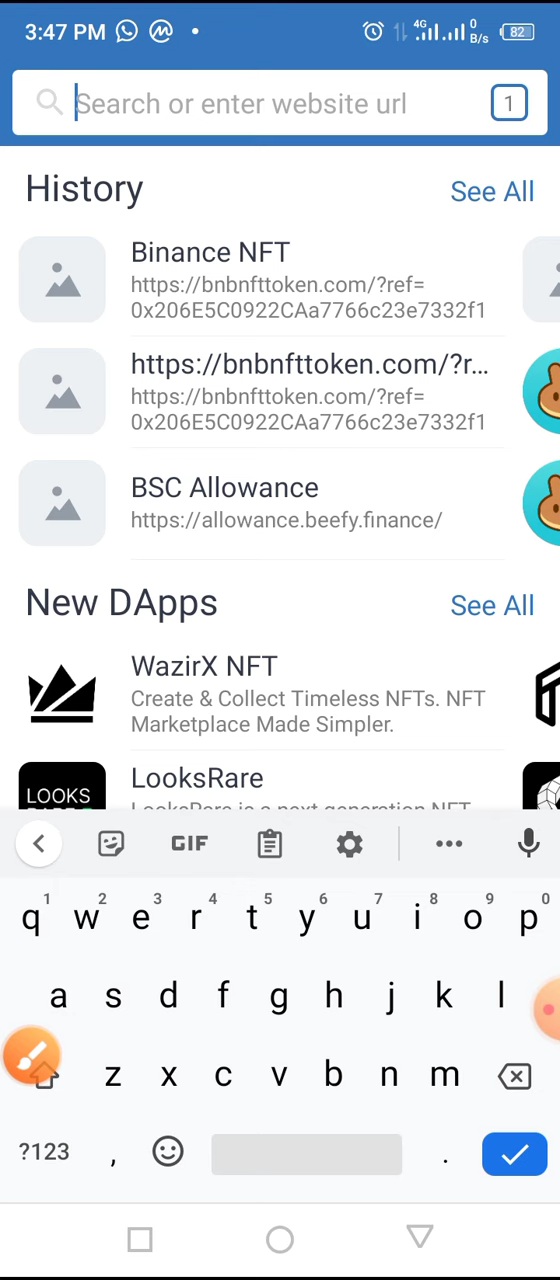 3:47 PM
4G
0
B/s
82
Search or enter website url
1
History
See All
Binance NFT
https://bnbnfttoken.com/?ref=
0x206E5C0922CAa7766c23e7332f1
https://bnbnfttoken.com/?r...
https://bnbnfttoken.com/?ref=
0x206E5C0922CAa7766c23e7332f1
BSC Allowance
https://allowance.beefy.finance/
New DApps
See All
WazirX NFT
Create & Collect Timeless NFTs. NFT
Marketplace Made Simpler.
LOOKS
LooksRare
LooksRare is a next generation NFT
GIF
1 2 3 4 5 6 7 8 9 0
q w e r t y u i o p
a s d f g h j k l
z x c v b n m
?123 , .